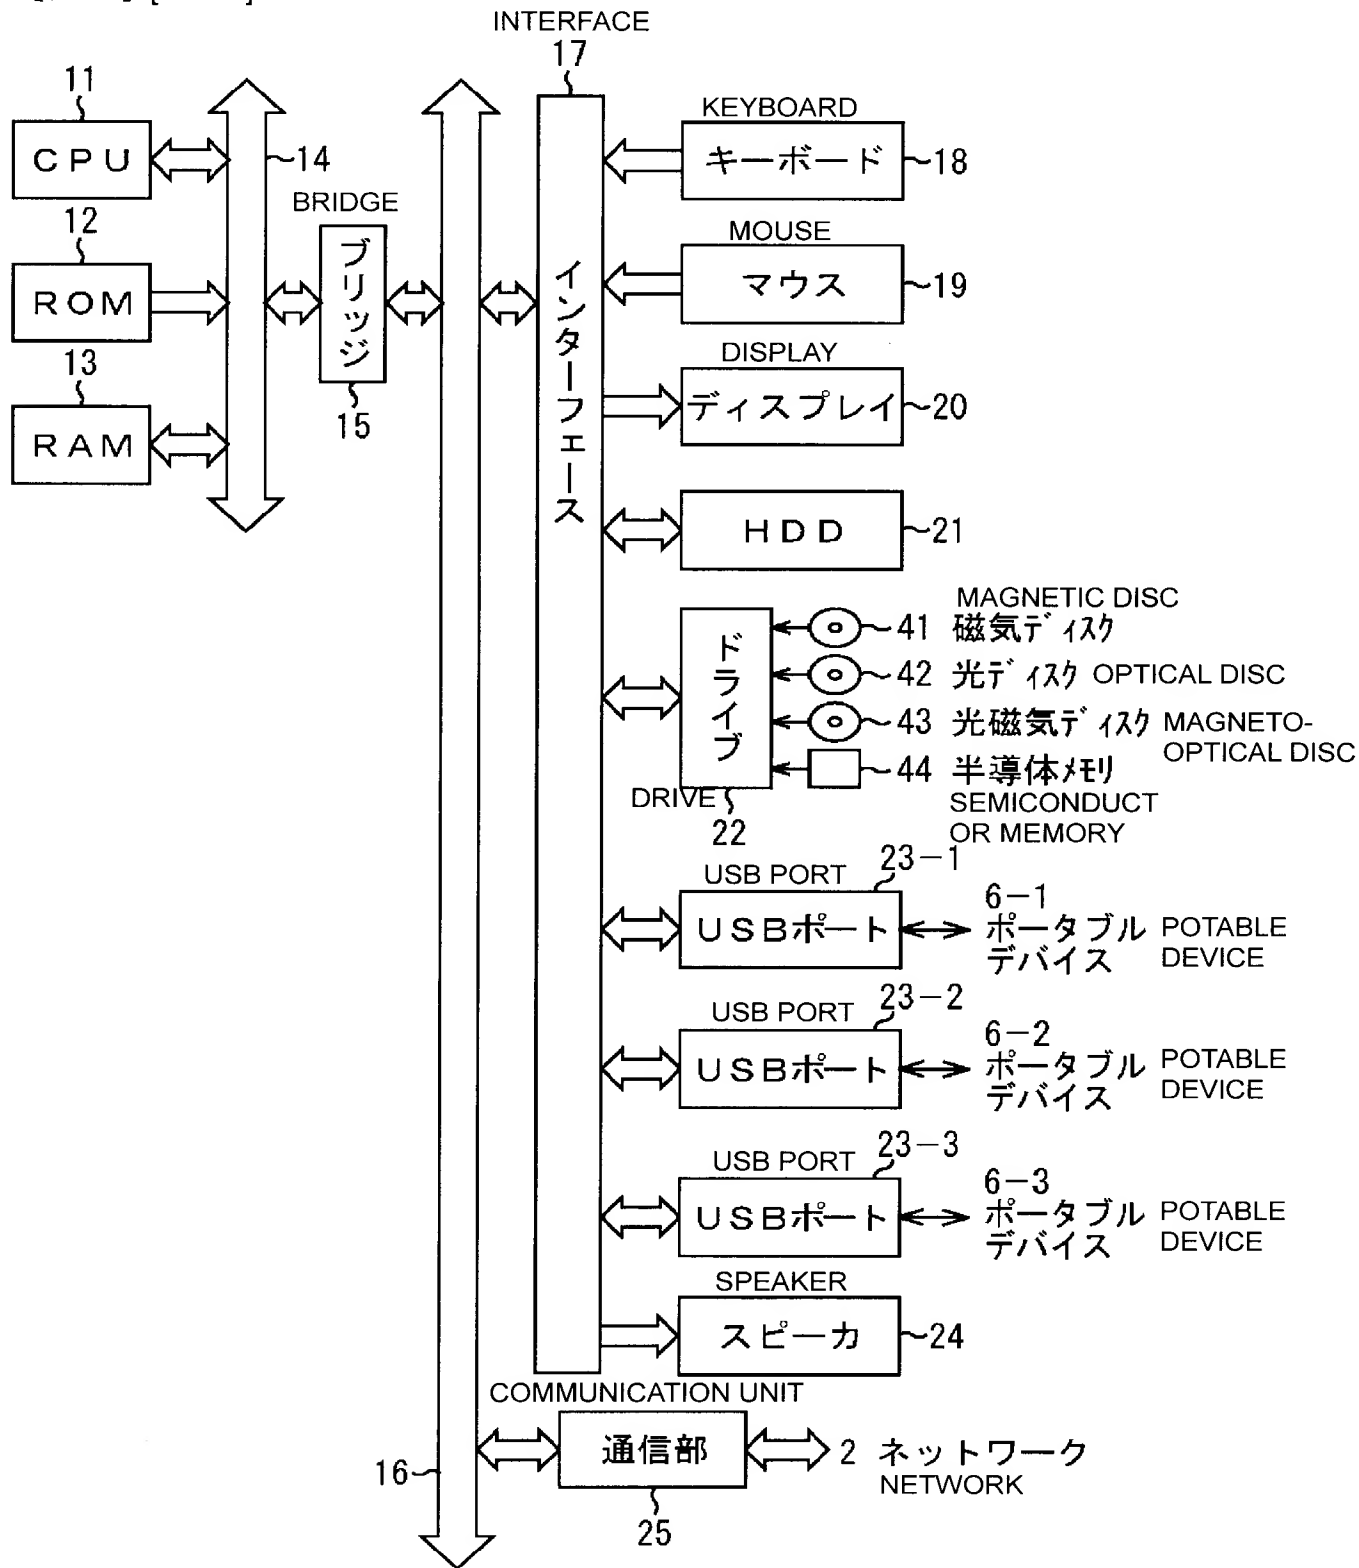 INTERFACE
17
11
CPU
14
12
ROM
13
RAM
BRIDGE
ブリッジ
15
インターフェース
KEYBOARD
キーボード
18
MOUSE
マウス
19
DISPLAY
ディスプレイ
20
HDD
21
ドライブ
DRIVE
22
MAGNETIC DISC
41 磁気ディスク
42 光ディスク OPTICAL DISC
43 光磁気ディスク MAGNETO-
OPTICAL DISC
44 半導体メモリ
SEMICONDUCT
OR MEMORY
USB PORT
23-1
USBポート
6-1
ポータブル
デバイス
POTABLE
DEVICE
USB PORT
23-2
USBポート
6-2
ポータブル
デバイス
POTABLE
DEVICE
USB PORT
23-3
USBポート
6-3
ポータブル
デバイス
POTABLE
DEVICE
SPEAKER
スピーカ
24
COMMUNICATION UNIT
通信部
25
16
2 ネットワーク
NETWORK